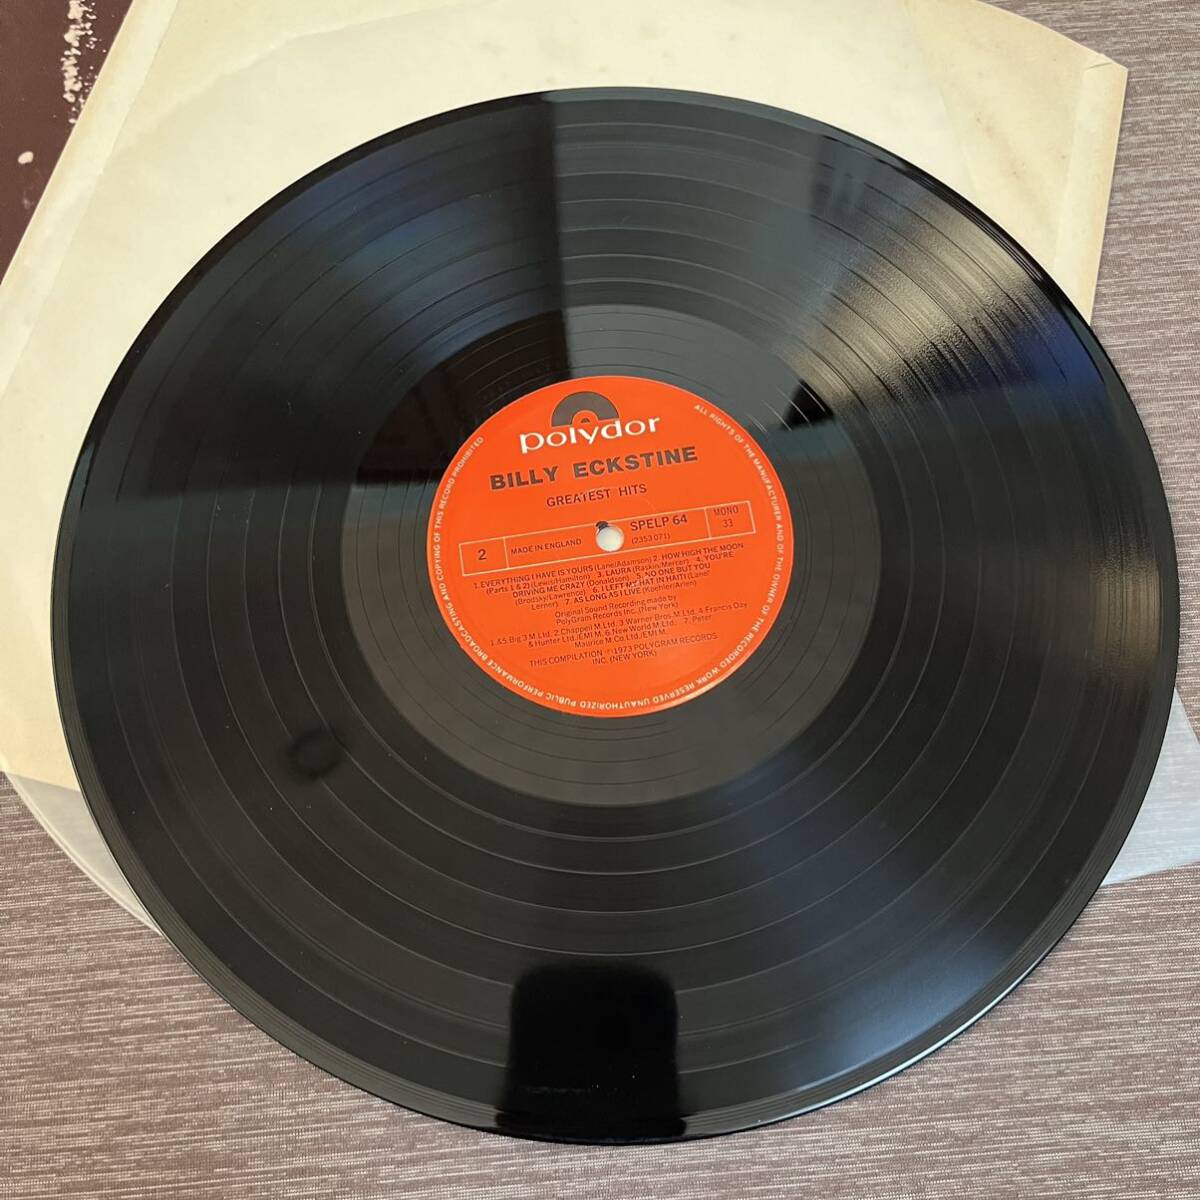 polydor
BILLY ECKSTINE
GREATEST HITS
2
MADE IN ENGLAND
SPELP 64
(2353 071)
MONO
33
1. EVERYTHING I HAVE IS YOURS (Lane/Adamson) 2. HOW HIGH THE MOON
(Parts 1 & 2) (Lewis/Hamilton) 3. LAURA (Raskin/Mercer) 4. YOU'RE
DRIVING ME CRAZY (Donaldson) 5. NO ONE BUT YOU
(Brodsky/Lawrence) 6. I LEFT MY HAT IN HAITI (Lane/
Lerner) 7. AS LONG AS I LIVE (Koehler/Arlen)
Original Sound Recording made by
PolyGram Records Inc. (New York)
1.&5. Big 3 M. Ltd. 2. Chappell M. Ltd. 3. Warner Bros. M. Ltd. 4. Francis Day
& Hunter Ltd./EMI M. 6. New World M. Ltd. 7. Peter
Maurice M. Co. Ltd./EMI M.
THIS COMPILATION ℗ 1973 POLYGRAM RECORDS
INC. (NEW YORK)
ALL RIGHTS OF THE MANUFACTURER AND OF THE OWNER OF THE RECORDED WORK RESERVED UNAUTHORIZED PUBLIC PERFORMANCE BROADCASTING AND COPYING OF THIS RECORD PROHIBITED